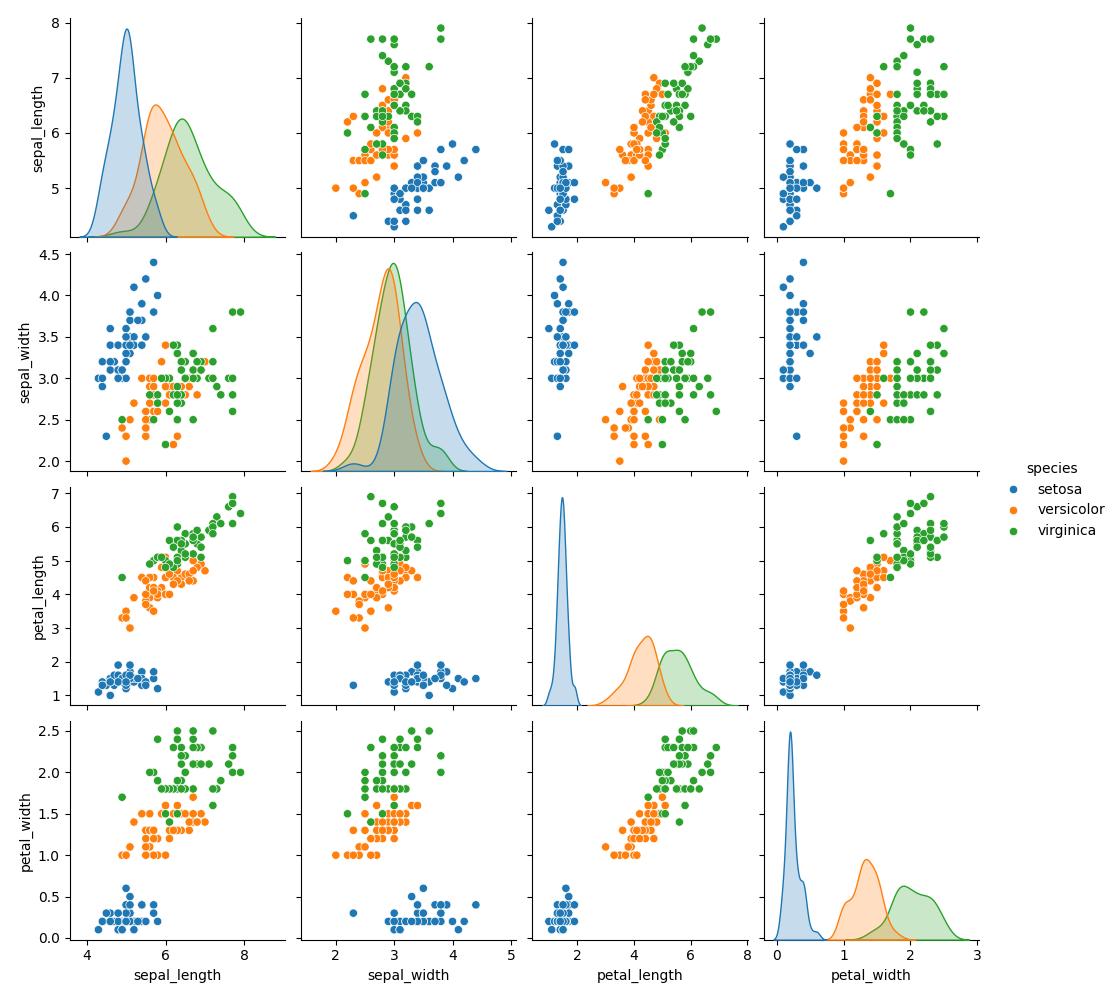 8
7
6
5
sepal_length
4.5
4.0
3.5
3.0
2.5
2.0
sepal_width
species
setosa
versicolor
virginica
7
6
5
4
3
2
1
petal_length
2.5
2.0
1.5
1.0
0.5
0.0
petal_width
4 6 8
sepal_length
2 3 4 5
sepal_width
2 4 6 8
petal_length
0 1 2 3
petal_width